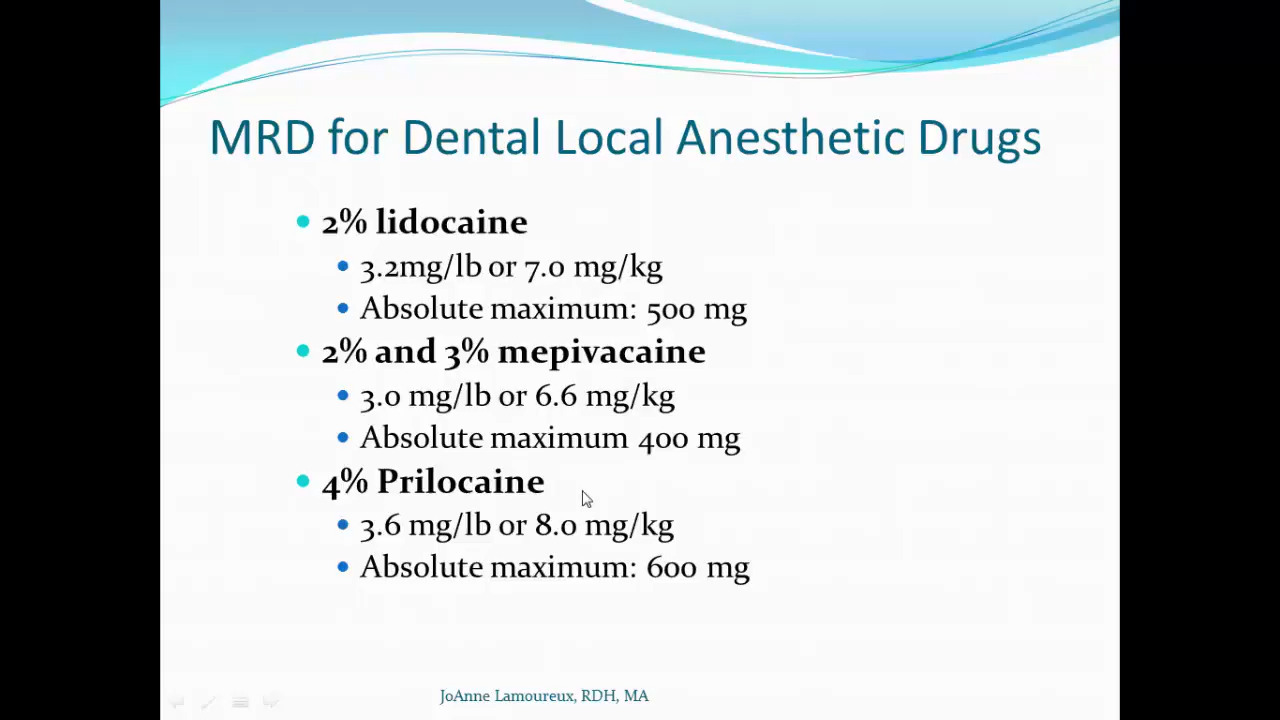 MRD for Dental Local Anesthetic Drugs
2% lidocaine
3.2mg/lb or 7.0 mg/kg
Absolute maximum: 500 mg
2% and 3% mepivacaine
3.0 mg/lb or 6.6 mg/kg
Absolute maximum 400 mg
4% Prilocaine
3.6 mg/lb or 8.0 mg/kg
Absolute maximum: 600 mg
JoAnne Lamoureux, RDH, MA